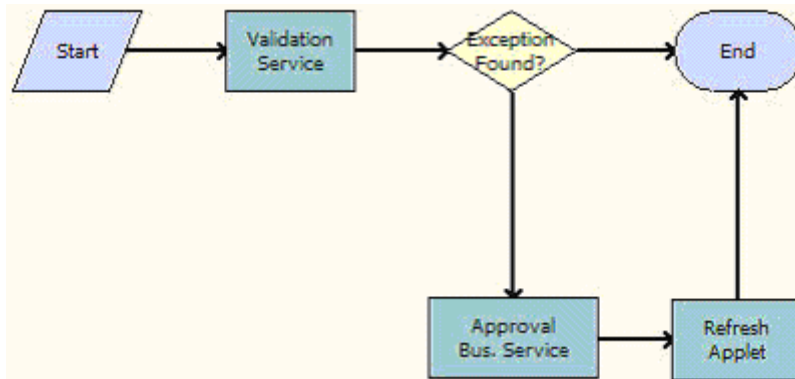 Start
Validation
Service
Exception
Found?
End
Approval
Bus. Service
Refresh
Applet